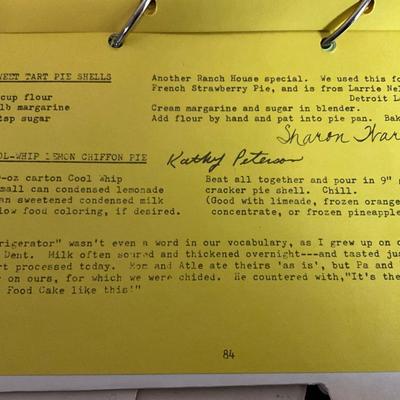 WEET TART PIE SHELLS Another Ranch House special. We used this fo
French Strawberry Pie, and is from Larrie Nel
cup flour Detroit L
lb margarine Cream margarine and sugar in blender.
tsp sugar Add flour by hand and pat into pie pan. Bak
Sharon War
OOL-WHIP LEMON CHIFFON PIE Kathy Peterson
-oz carton Cool Whip Beat all together and pour in 9" g
small can condensed lemonade cracker pie shell. Chill.
an sweetened condensed milk (Good with limeade, frozen orange
low food coloring, if desired. concentrate, or frozen pineapple
rigerator" wasn't even a word in our vocabulary, as I grew up on o
Dent. Milk often soured and thickened overnight---and tasted jus
rt processed today. Mom and Atle ate theirs 'as is', but Pa and
r on ours, for which we were chided. He countered with,"It's the
Food Cake like this!"
84